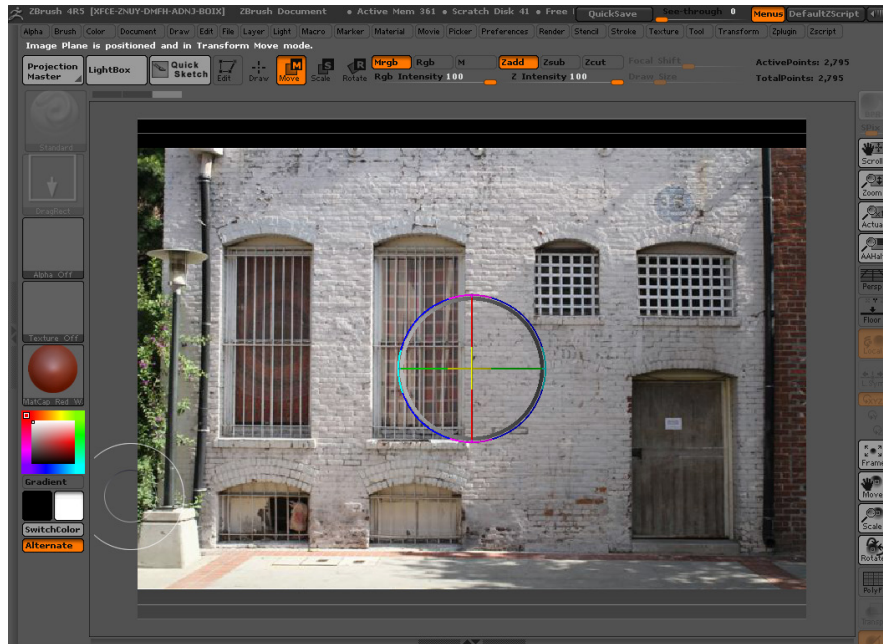 ZBrush 4R5 [XFCE-ZNUY-DMFH-ADNJ-BOIX] ZBrush Document • Active Mem 361 • Scratch Disk 41 • Free QuickSave See-through 0 Menus DefaultZScript
Alpha Brush Color Document Draw Edit File Layer Light Macro Marker Material Movie Picker Preferences Render Stencil Stroke Texture Tool Transform Zplugin Zscript
Image Plane is positioned and in Transform Move mode.
Projection Master
LightBox
Quick Sketch
Edit
Draw
Move
Scale
Rotate
Mrgb Rgb M
Rgb Intensity 100
Zadd Zsub Zcut
Z Intensity 100
Focal Shift
Draw Size
ActivePoints: 2,795
TotalPoints: 2,795
Standard
DragRect
Alpha Off
Texture Off
MatCap Red W
Gradient
SwitchColor
Alternate
Scroll
Zoom
Actua
AAHal
Persp
Floor
Frame
Move
Scale
Rotate
PolyF